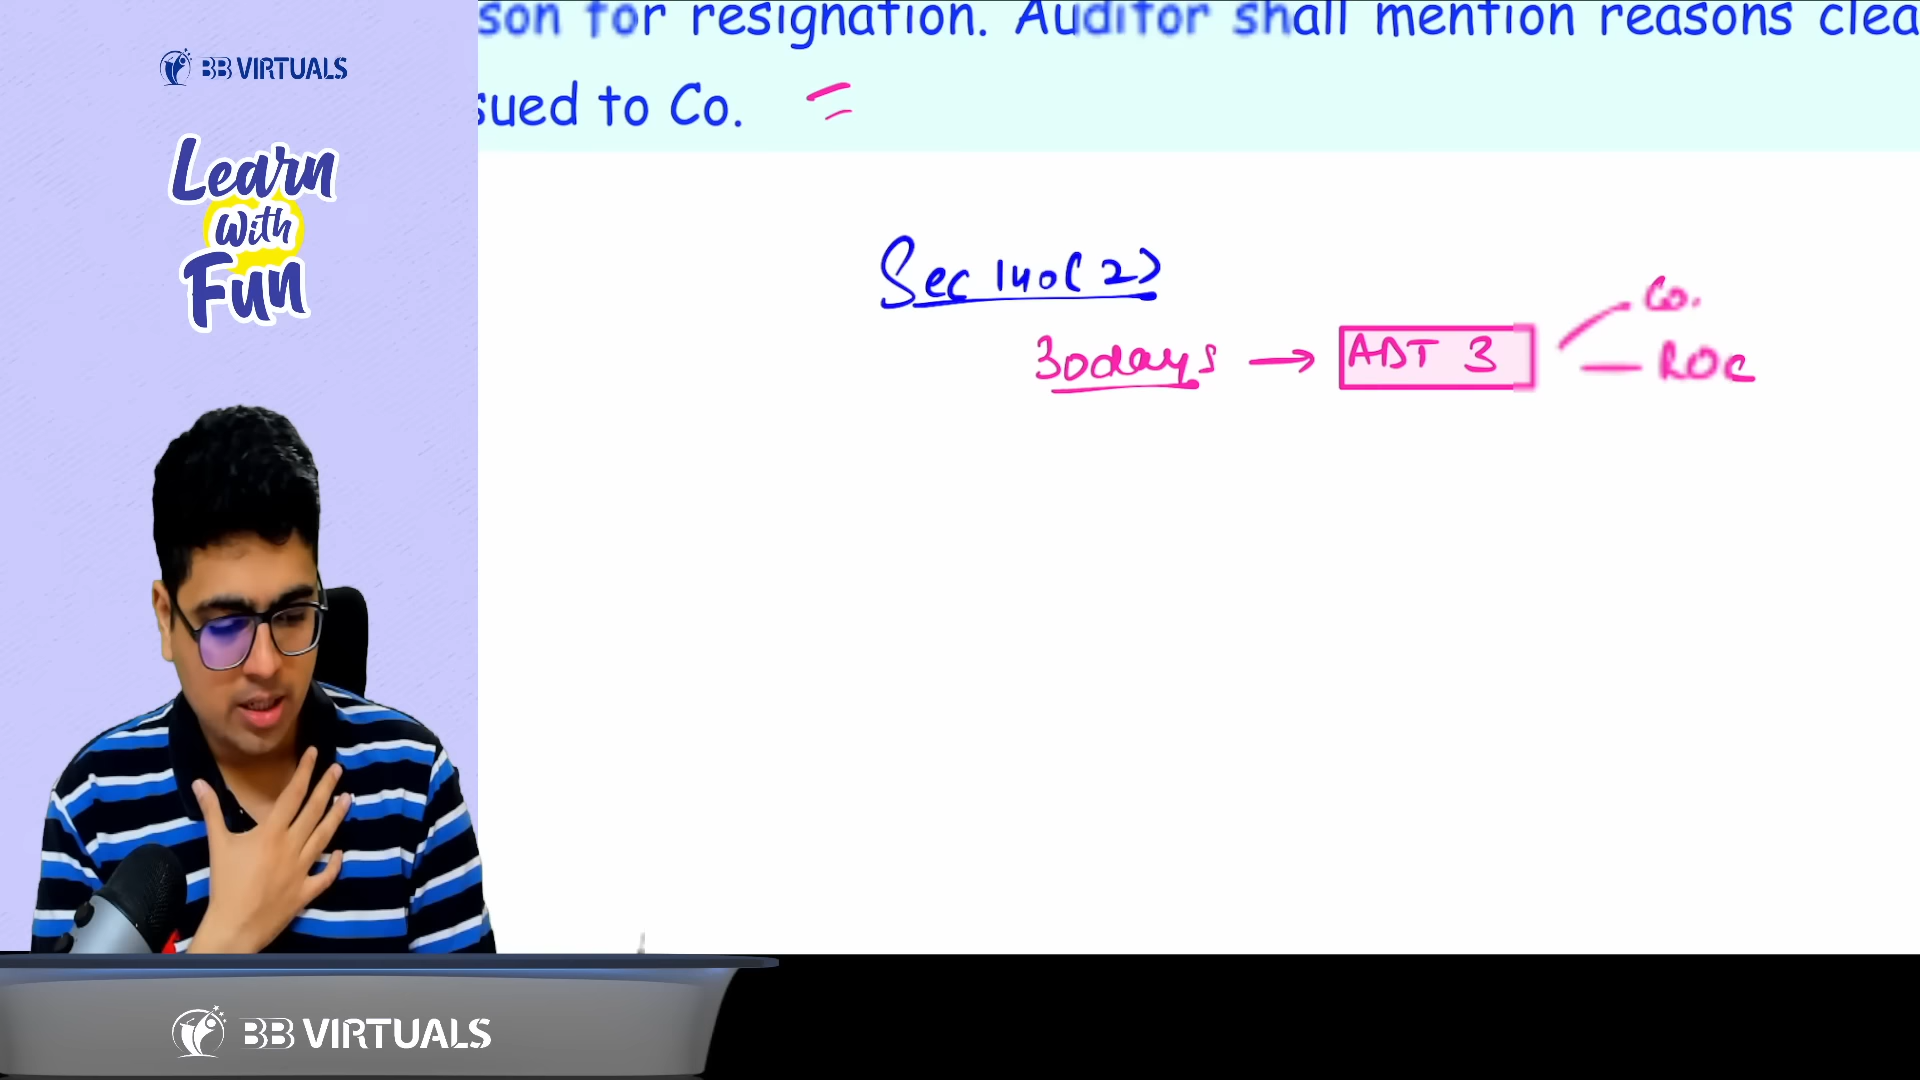 BB VIRTUALS
Learn
with
Fun
son for resignation. Auditor shall mention reasons clea
sued to Co.
Sec 140(2)
30days → ADT 3
Co.
ROC
BB VIRTUALS